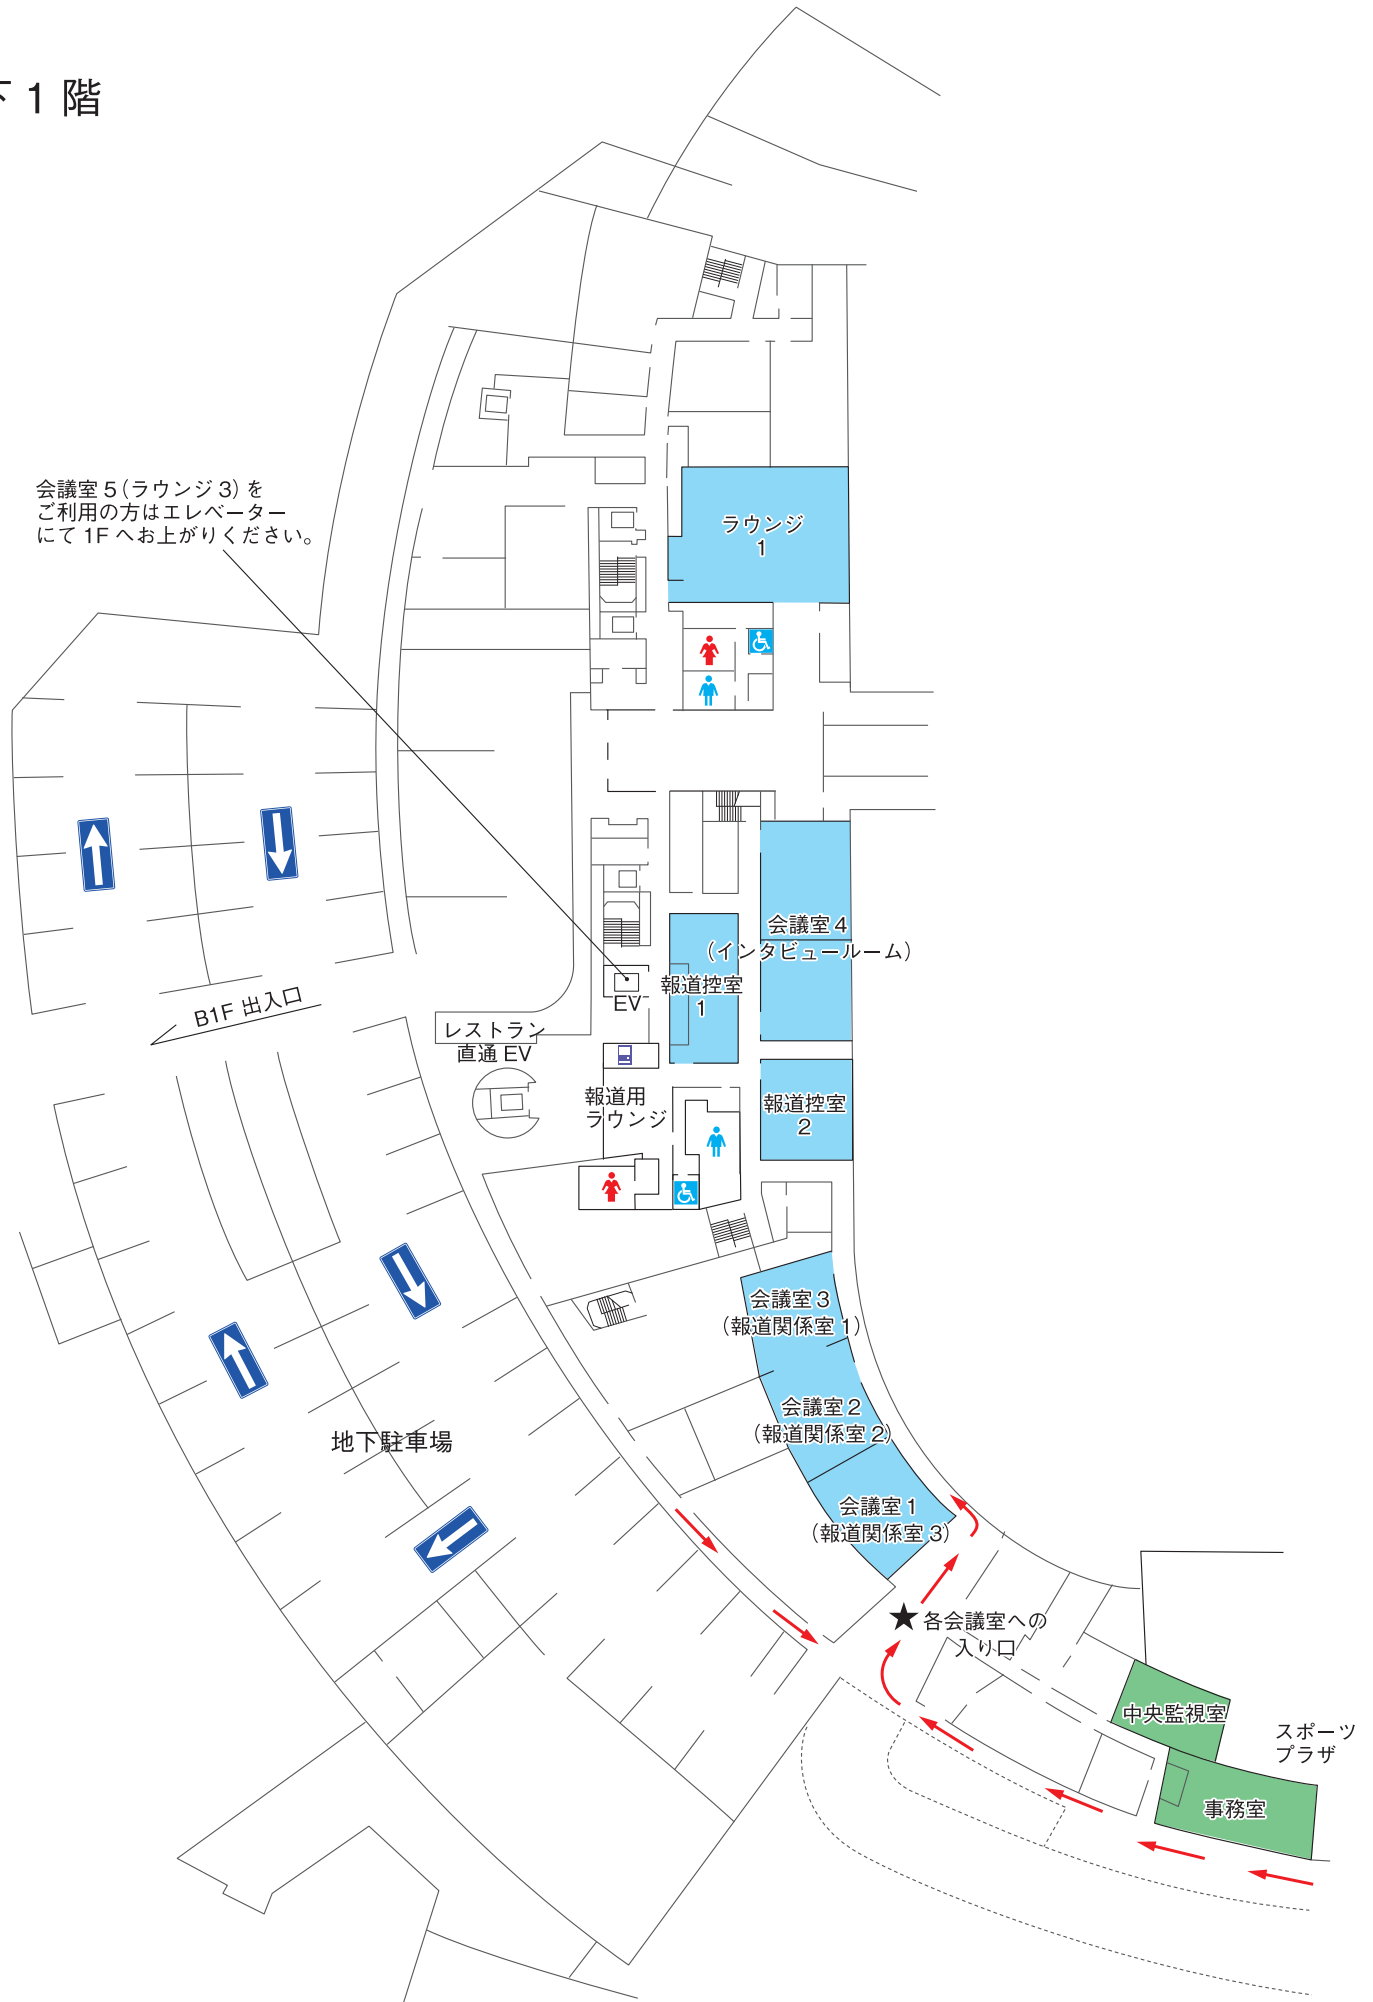 下 1 階
会議室 5(ラウンジ 3)を
ご利用の方はエレベーター
にて 1F へお上がりください。
ラウンジ
1
会議室 4
(インタビュールーム)
報道控室
1
EV
B1F 出入口
レストラン
直通 EV
報道用
ラウンジ
報道控室
2
会議室 3
(報道関係室 1)
会議室 2
(報道関係室 2)
地下駐車場
会議室 1
(報道関係室 3)
★ 各会議室への
入り口
中央監視室
スポーツ
プラザ
事務室